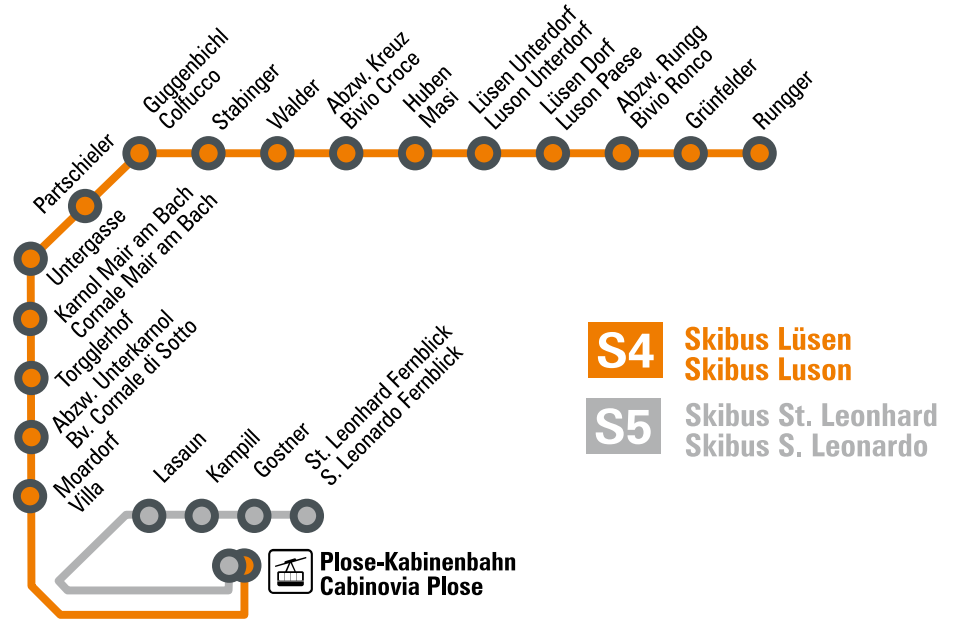 Guggenbichl
Colfucco
Stabinger
Walder
Abzw. Kreuz
Bivio Croce
Huben
Masi
Lüsen Unterdorf
Luson Unterdorf
Lüsen Dorf
Luson Paese
Abzw. Rungg
Bivio Ronco
Grünfelder
Rungger
Partschieler
Untergasse
Karnol Mair am Bach
Cornale Mair am Bach
Torgglerhof
Abzw. Unterkarnol
Bv. Cornale di Sotto
Moardorf
Villa
Lasaun
Kampill
Gostner
St. Leonhard Fernblick
S. Leonardo Fernblick
Plose-Kabinenbahn
Cabinovia Plose
S4
Skibus Lüsen
Skibus Luson
S5
Skibus St. Leonhard
Skibus S. Leonardo